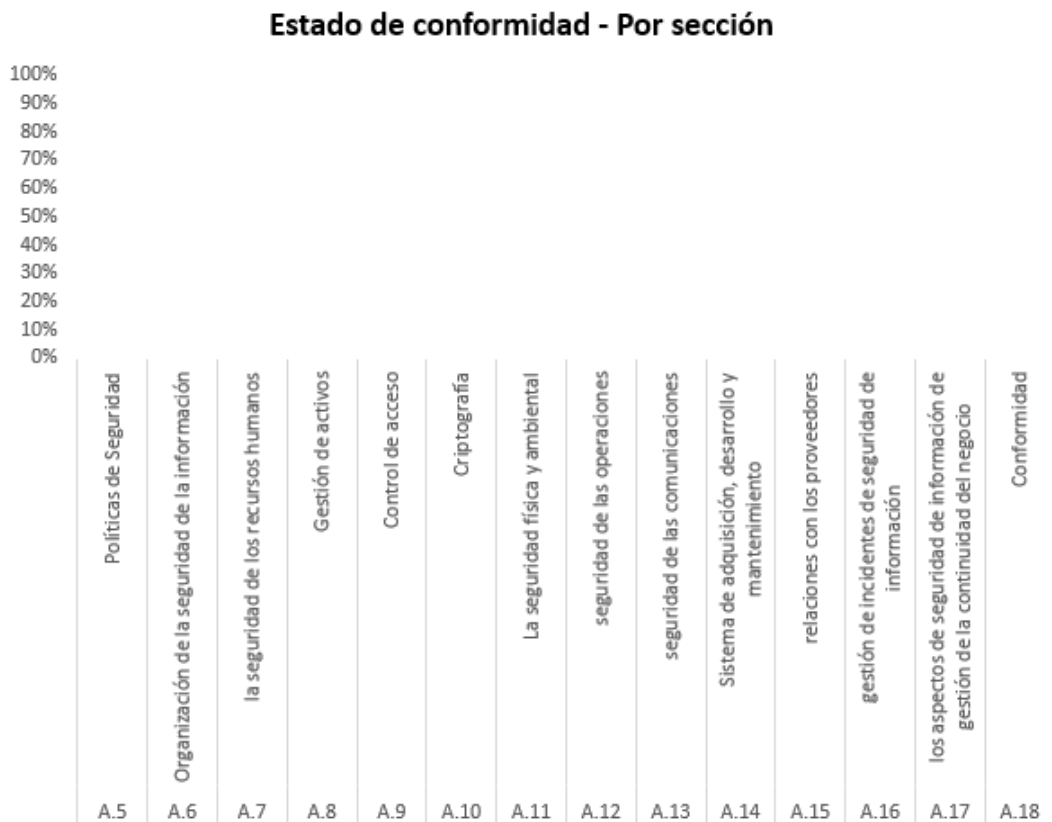 Estado de conformidad - Por sección
100%
90%
80%
70%
60%
50%
40%
30%
20%
10%
0%
Políticas de Seguridad
Organización de la seguridad de la información
la seguridad de los recursos humanos
Gestión de activos
Control de acceso
Criptografía
La seguridad física y ambiental
seguridad de las operaciones
seguridad de las comunicaciones
Sistema de adquisición, desarrollo y
mantenimiento
relaciones con los proveedores
gestión de incidentes de seguridad de
información
los aspectos de seguridad de información de
gestión de la continuidad del negocio
Conformidad
A.5
A.6
A.7
A.8
A.9
A.10
A.11
A.12
A.13
A.14
A.15
A.16
A.17
A.18